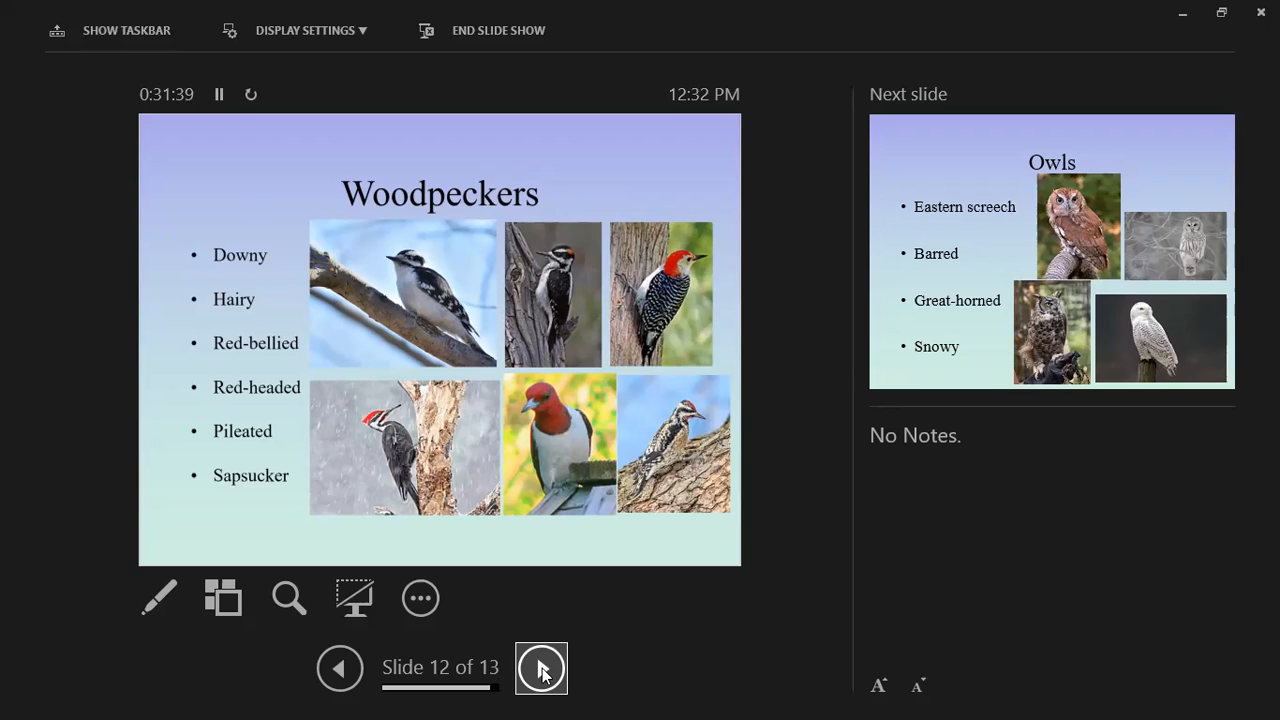 SHOW TASKBAR
DISPLAY SETTINGS ▼
END SLIDE SHOW
0:31:39
12:32 PM
Woodpeckers
• Downy
• Hairy
• Red-bellied
• Red-headed
• Pileated
• Sapsucker
Slide 12 of 13
Next slide
Owls
• Eastern screech
• Barred
• Great-horned
• Snowy
No Notes.
A A